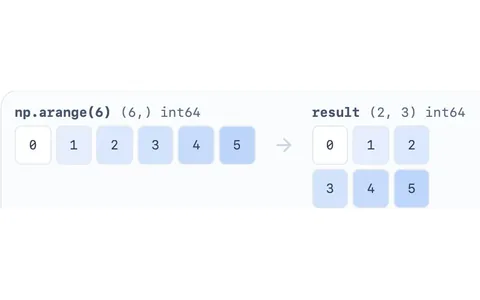 np.arange(6) (6,) int64
0 1 2 3 4 5
result (2, 3) int64
0 1 2
3 4 5